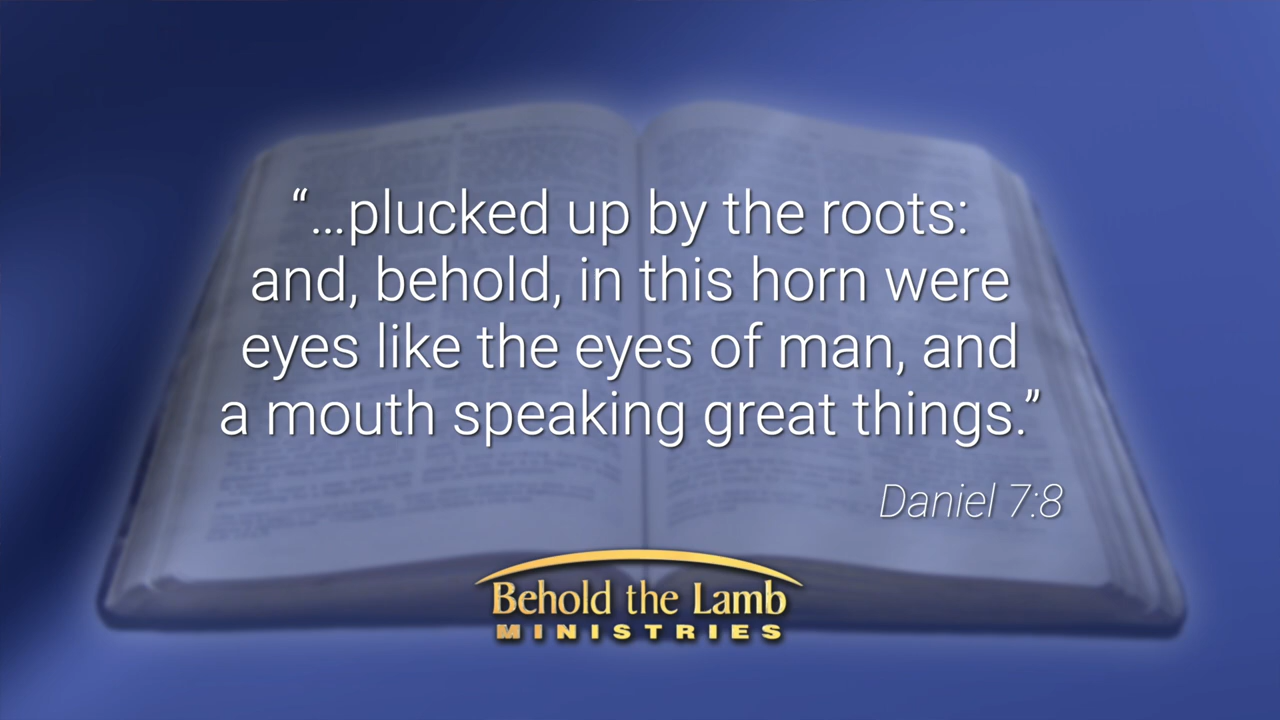 “...plucked up by the roots:
and, behold, in this horn were
eyes like the eyes of man, and
a mouth speaking great things.”
Daniel 7:8
Behold the Lamb
MINISTRIES